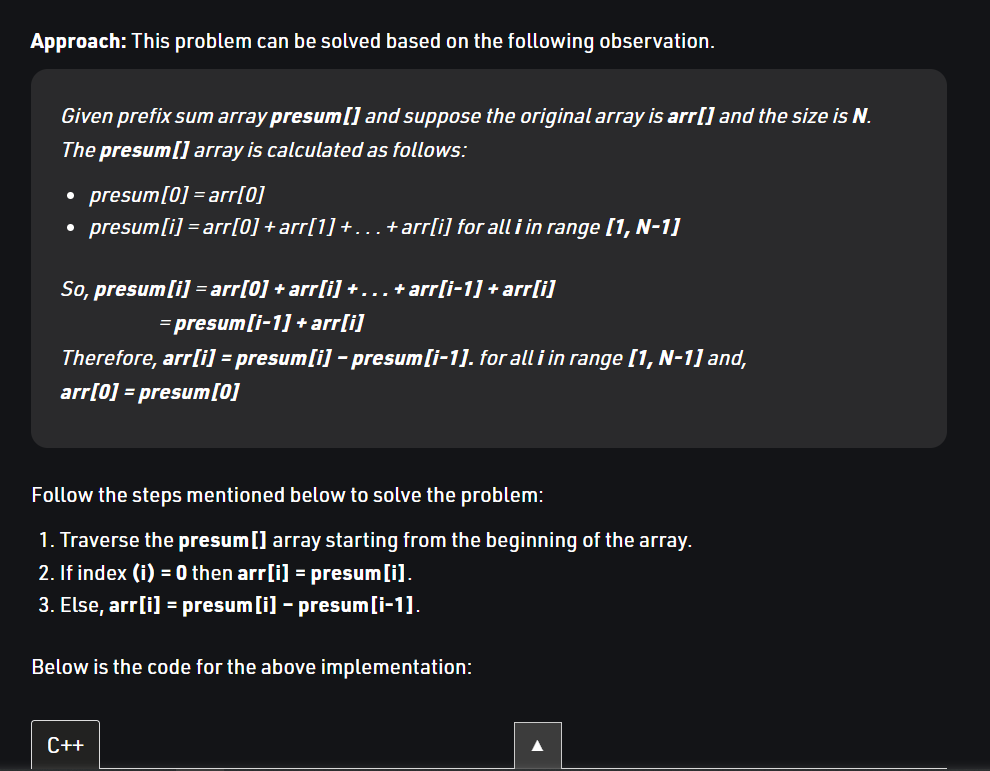 Approach: This problem can be solved based on the following observation.
Given prefix sum array presum[] and suppose the original array is arr[] and the size is N.
The presum[] array is calculated as follows:
• presum[0] = arr[0]
• presum[i] = arr[0] + arr[1] + . . . + arr[i] for all i in range [1, N-1]
So, presum[i] = arr[0] + arr[i] + . . . + arr[i-1] + arr[i]
= presum[i-1] + arr[i]
Therefore, arr[i] = presum[i] − presum[i-1]. for all i in range [1, N-1] and,
arr[0] = presum[0]
Follow the steps mentioned below to solve the problem:
1. Traverse the presum[] array starting from the beginning of the array.
2. If index (i) = 0 then arr[i] = presum[i].
3. Else, arr[i] = presum[i] − presum[i-1].
Below is the code for the above implementation:
C++
▲